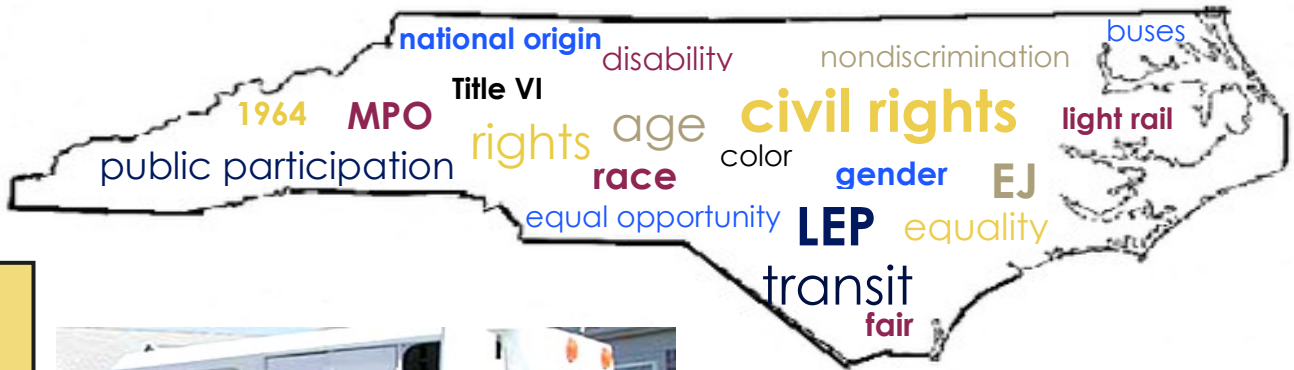 national origin
disability
nondiscrimination
buses
Title VI
1964
MPO
rights
age
civil rights
light rail
public participation
race
color
gender
EJ
equal opportunity
LEP
equality
transit
fair